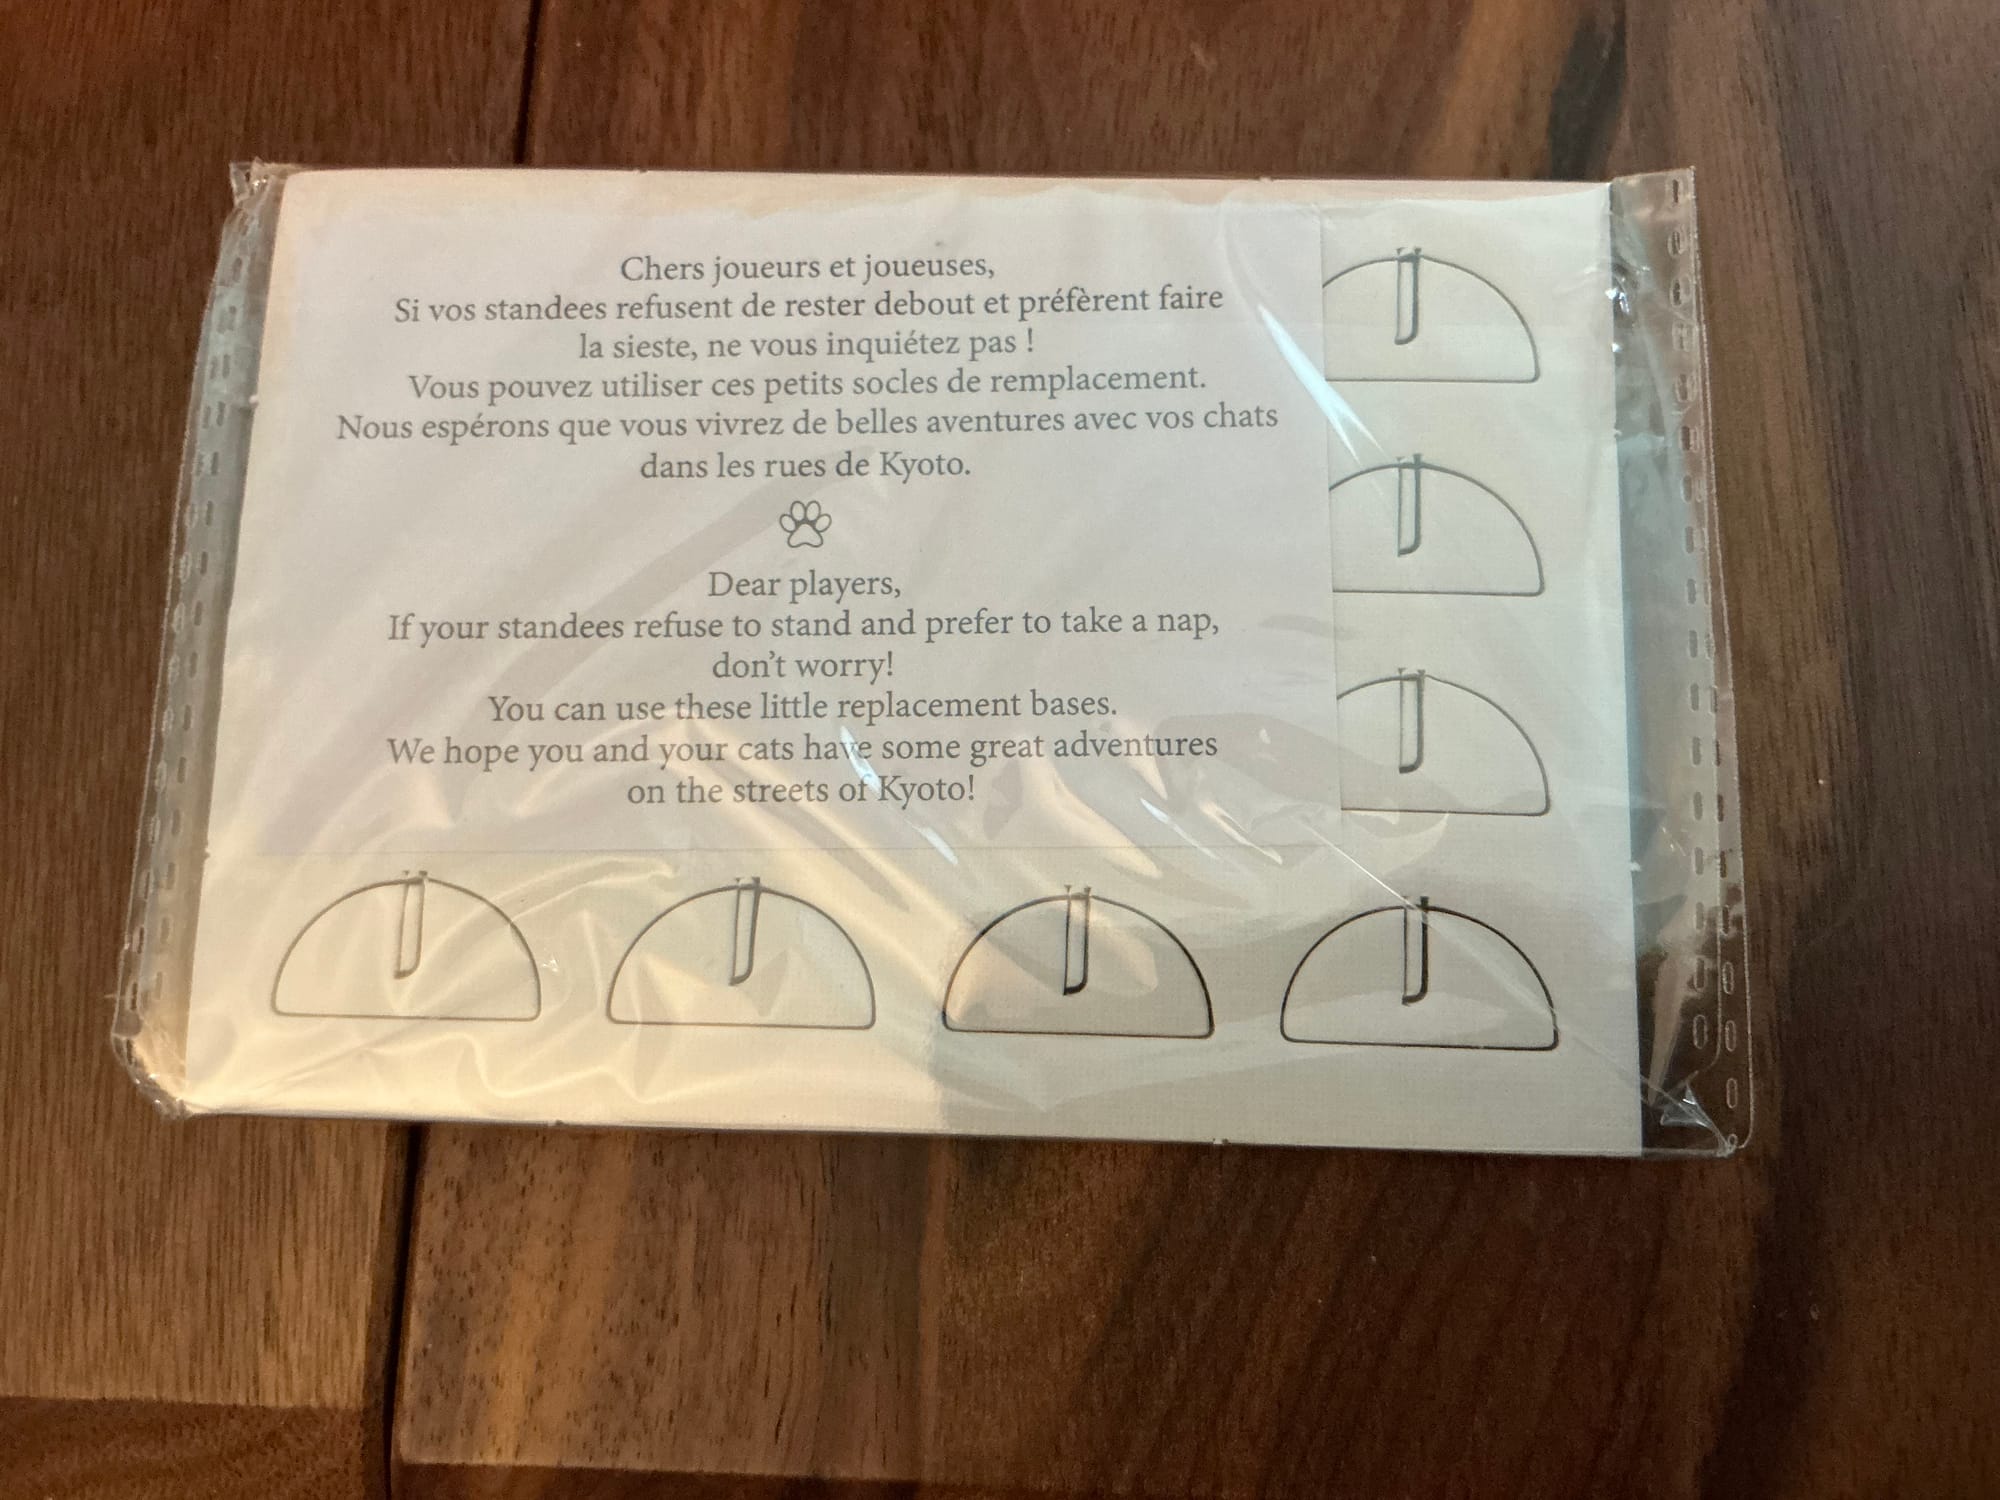 Chers joueurs et joueuses,
Si vos standees refusent de rester debout et préfèrent faire
la sieste, ne vous inquiétez pas !
Vous pouvez utiliser ces petits socles de remplacement.
Nous espérons que vous vivrez de belles aventures avec vos chats
dans les rues de Kyoto.
Dear players,
If your standees refuse to stand and prefer to take a nap,
don't worry!
You can use these little replacement bases.
We hope you and your cats have some great adventures
on the streets of Kyoto!